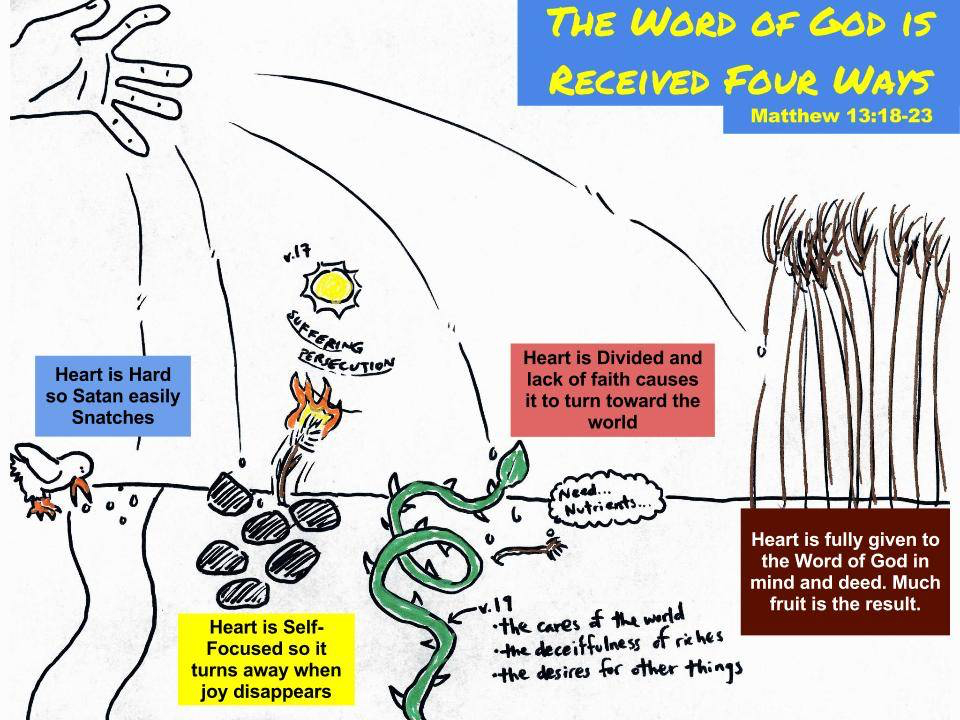 The Word of God is
Received Four Ways
Matthew 13:18-23
v.17
SUFFERING
PERSECUTION
Heart is Hard
so Satan easily
Snatches
Heart is Divided and
lack of faith causes
it to turn toward the
world
Need...
Nutrients...
Heart is fully given to
the Word of God in
mind and deed. Much
fruit is the result.
v.19
•the cares of the world
•the deceitfulness of riches
•the desires for other things
Heart is Self-
Focused so it
turns away when
joy disappears